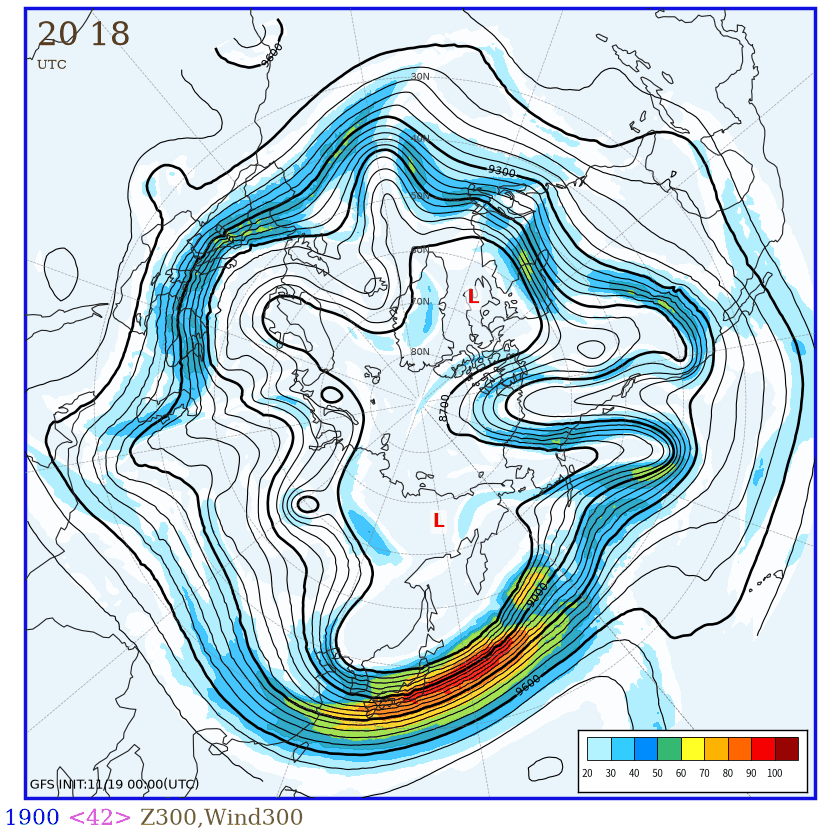 20 18
UTC
9600
30N
40N
9300
50N
60N
L
70N
80N
8700
L
9000
9600
20 30 40 50 60 70 80 90 100
GFS INIT:11/19 00:00(UTC)
1900 <42> Z300,Wind300